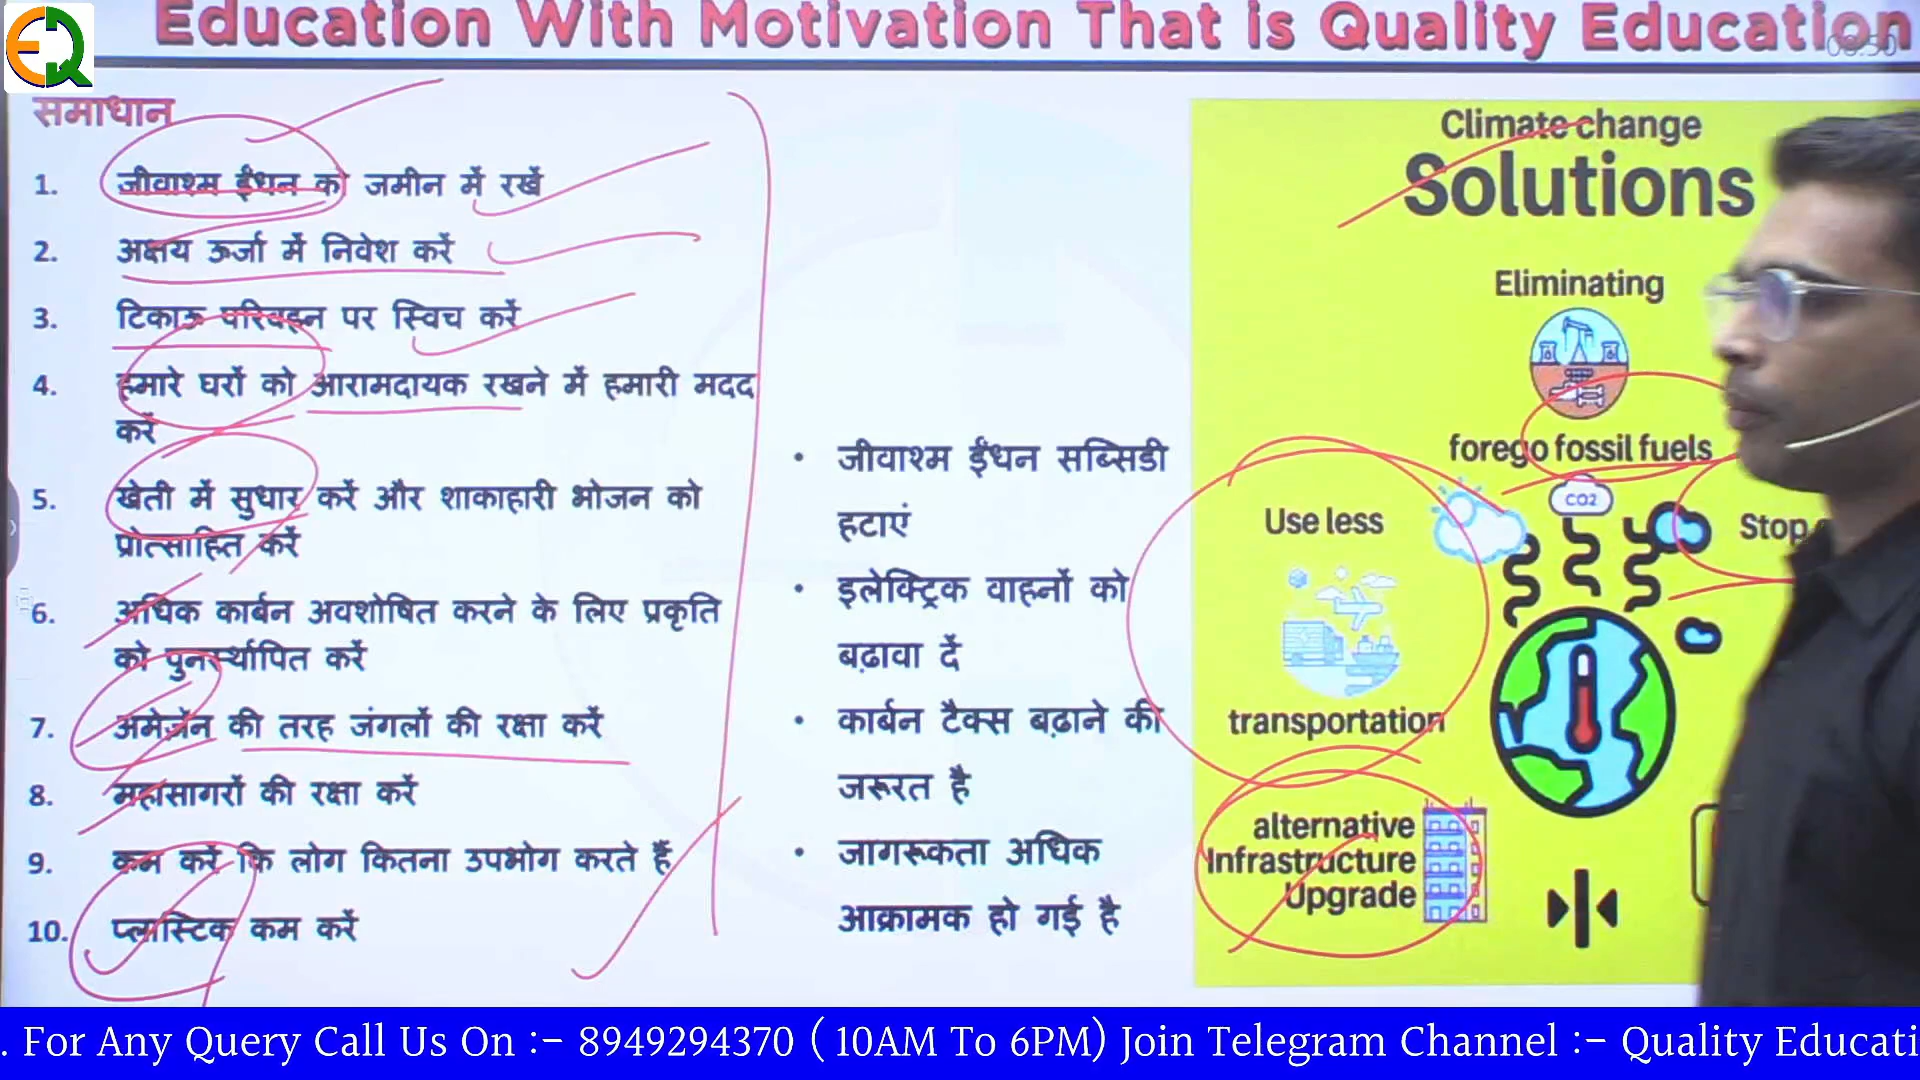 Education With Motivation That is Quality Education
EQ
समाधान
1. जीवाश्म ईंधन को जमीन में रखें
2. अक्षय ऊर्जा में निवेश करें
3. टिकाऊ परिवहन पर स्विच करें
4. हमारे घरों को आरामदायक रखने में हमारी मदद
करें
5. खेती में सुधार करें और शाकाहारी भोजन को
प्रोत्साहित करें
6. अधिक कार्बन अवशोषित करने के लिए प्रकृति
को पुनर्स्थापित करें
7. अमेज़ॅन की तरह जंगलों की रक्षा करें
8. महासागरों की रक्षा करें
9. कम करें कि लोग कितना उपभोग करते हैं
10. प्लास्टिक कम करें
• जीवाश्म ईंधन सब्सिडी
हटाएं
• इलेक्ट्रिक वाहनों को
बढ़ावा दें
• कार्बन टैक्स बढ़ाने की
जरूरत है
• जागरूकता अधिक
आक्रामक हो गई है
Climate change
Solutions
Eliminating
forego fossil fuels
CO2
Use less
transportation
Stop
alternative
Infrastructure
Upgrade
. For Any Query Call Us On :- 8949294370 ( 10AM To 6PM) Join Telegram Channel :- Quality Educati